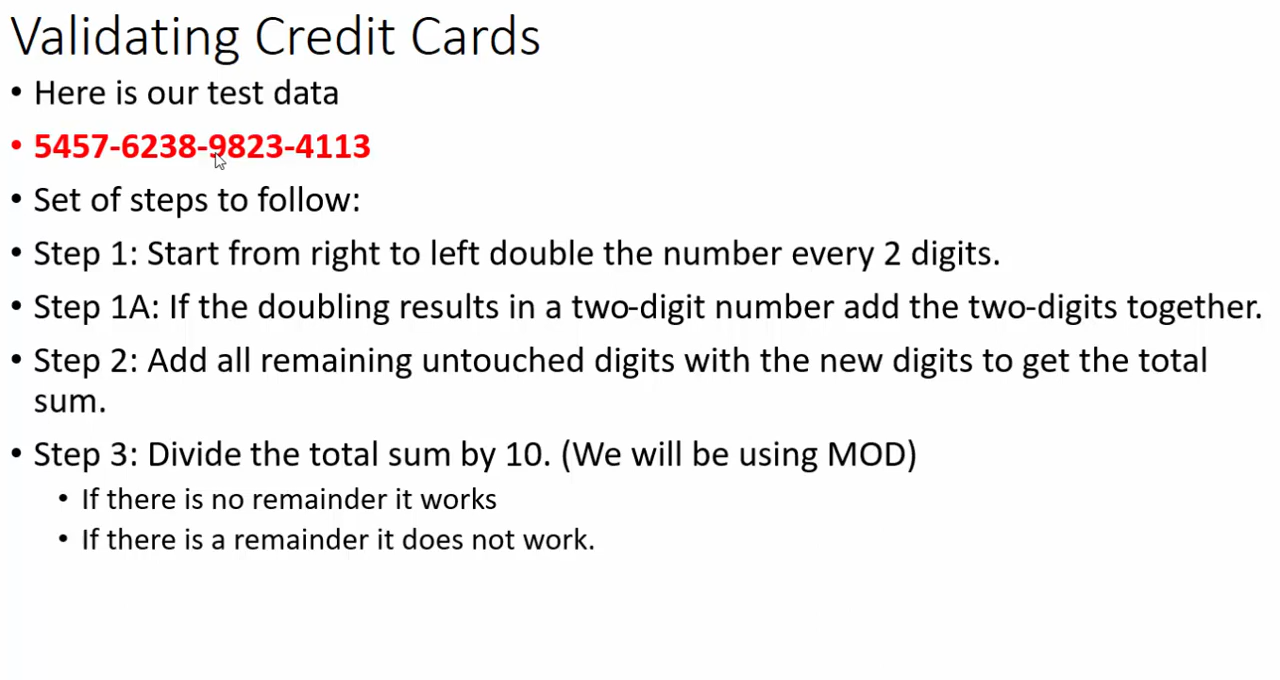 Validating Credit Cards
• Here is our test data
• 5457-6238-9823-4113
• Set of steps to follow:
• Step 1: Start from right to left double the number every 2 digits.
• Step 1A: If the doubling results in a two-digit number add the two-digits together.
• Step 2: Add all remaining untouched digits with the new digits to get the total
sum.
• Step 3: Divide the total sum by 10. (We will be using MOD)
• If there is no remainder it works
• If there is a remainder it does not work.